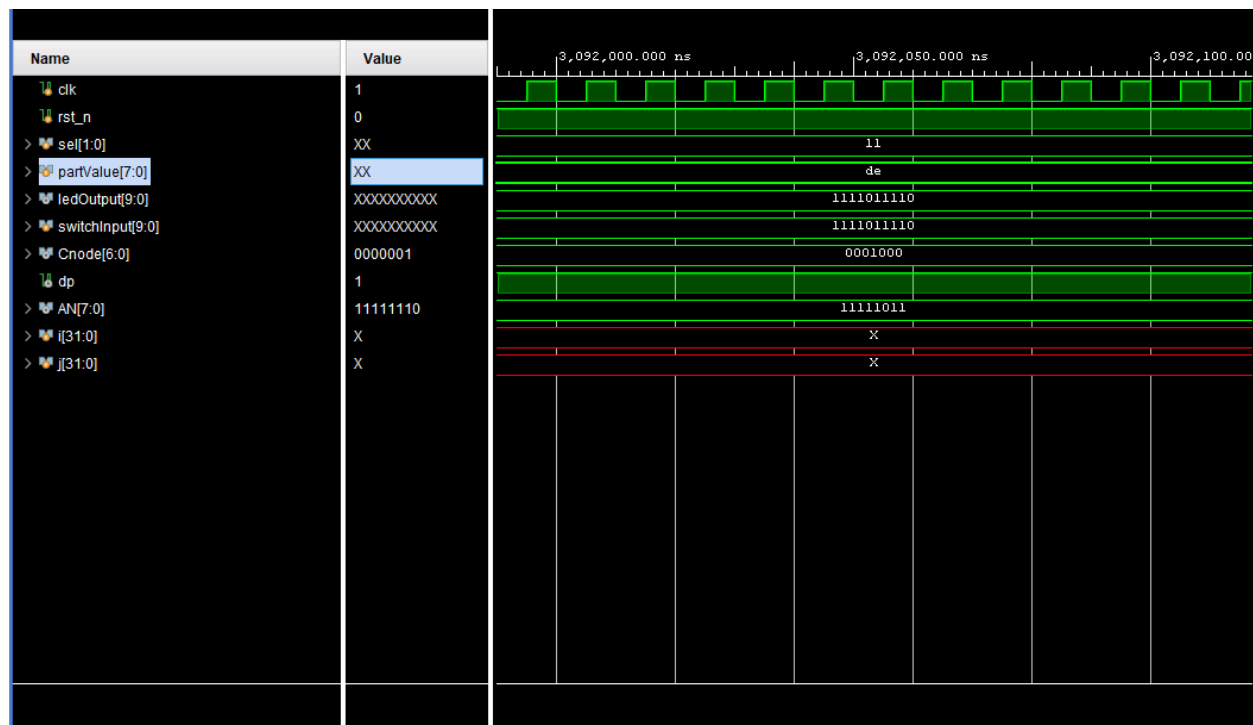 Name Value
3,092,000.000 ns 3,092,050.000 ns 3,092,100.00
clk 1
rst_n 0
sel[1:0] XX 11
partValue[7:0] XX de
ledOutput[9:0] XXXXXXXXXX 1111011110
switchInput[9:0] XXXXXXXXXX 1111011110
Cnode[6:0] 0000001 0001000
dp 1
AN[7:0] 11111110 11111011
i[31:0] X X
j[31:0] X X